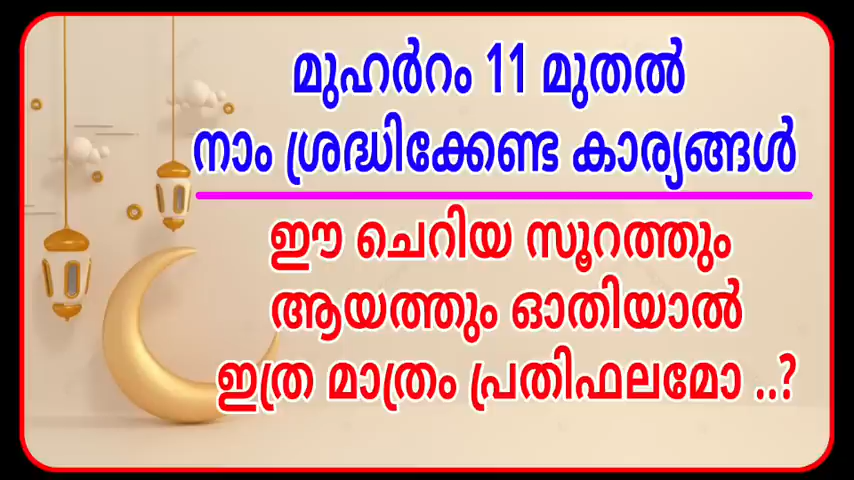 മുഹർറം 11 മുതൽ
നാം ശ്രദ്ധിക്കേണ്ട കാര്യങ്ങൾ
ഈ ചെറിയ സൂറത്തും
ആയത്തും ഓതിയാൽ
ഇത്ര മാത്രം പ്രതിഫലമോ ..?